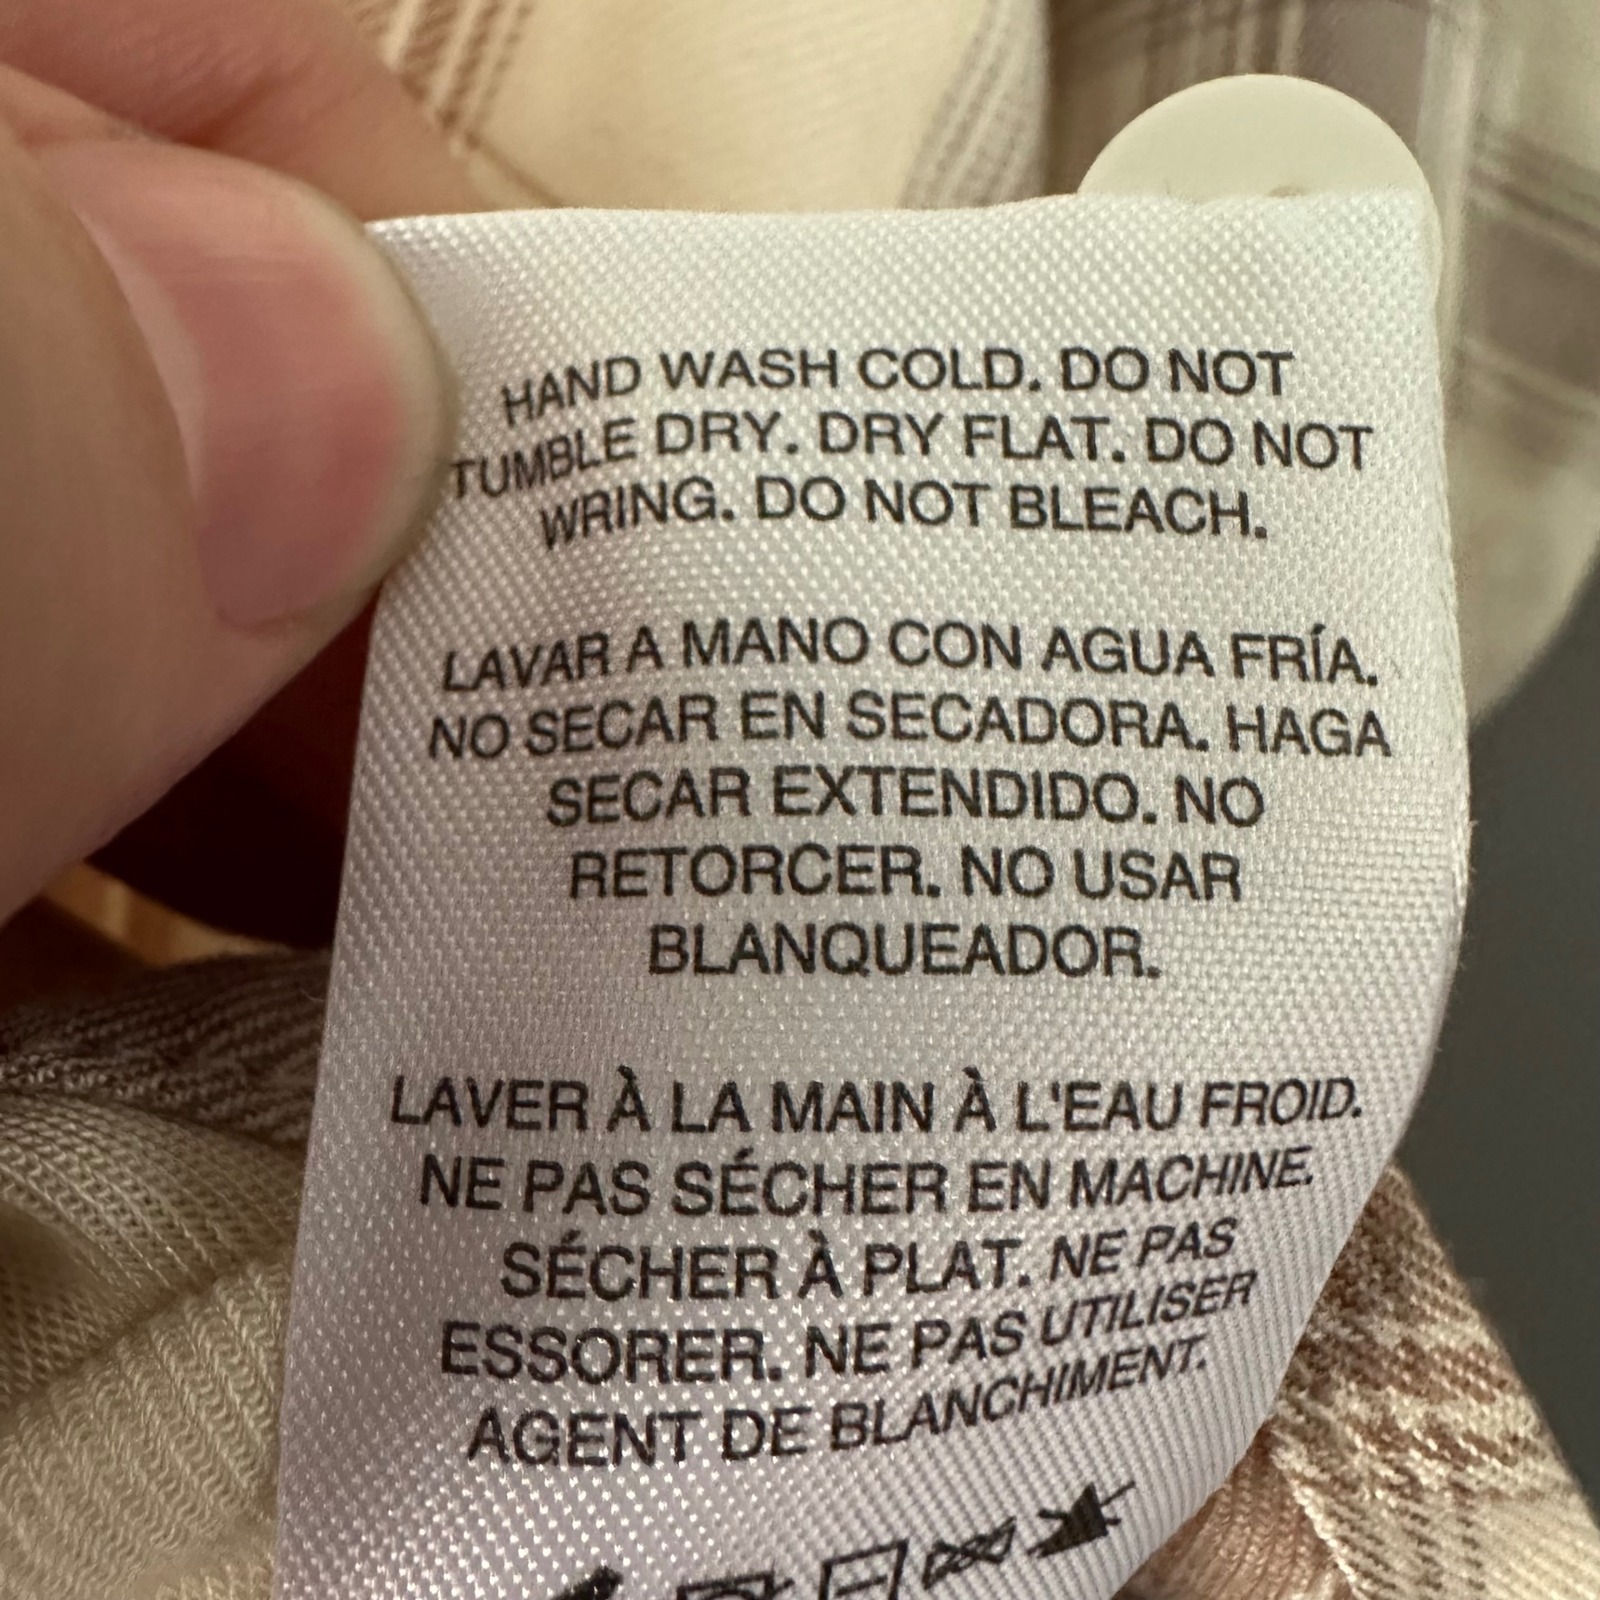 HAND WASH COLD. DO NOT
TUMBLE DRY. DRY FLAT. DO NOT
WRING. DO NOT BLEACH.
LAVAR A MANO CON AGUA FRÍA.
NO SECAR EN SECADORA. HAGA
SECAR EXTENDIDO. NO
RETORCER. NO USAR
BLANQUEADOR.
LAVER À LA MAIN À L'EAU FROID.
NE PAS SÉCHER EN MACHINE.
SÉCHER À PLAT. NE PAS
ESSORER. NE PAS UTILISER
AGENT DE BLANCHIMENT.